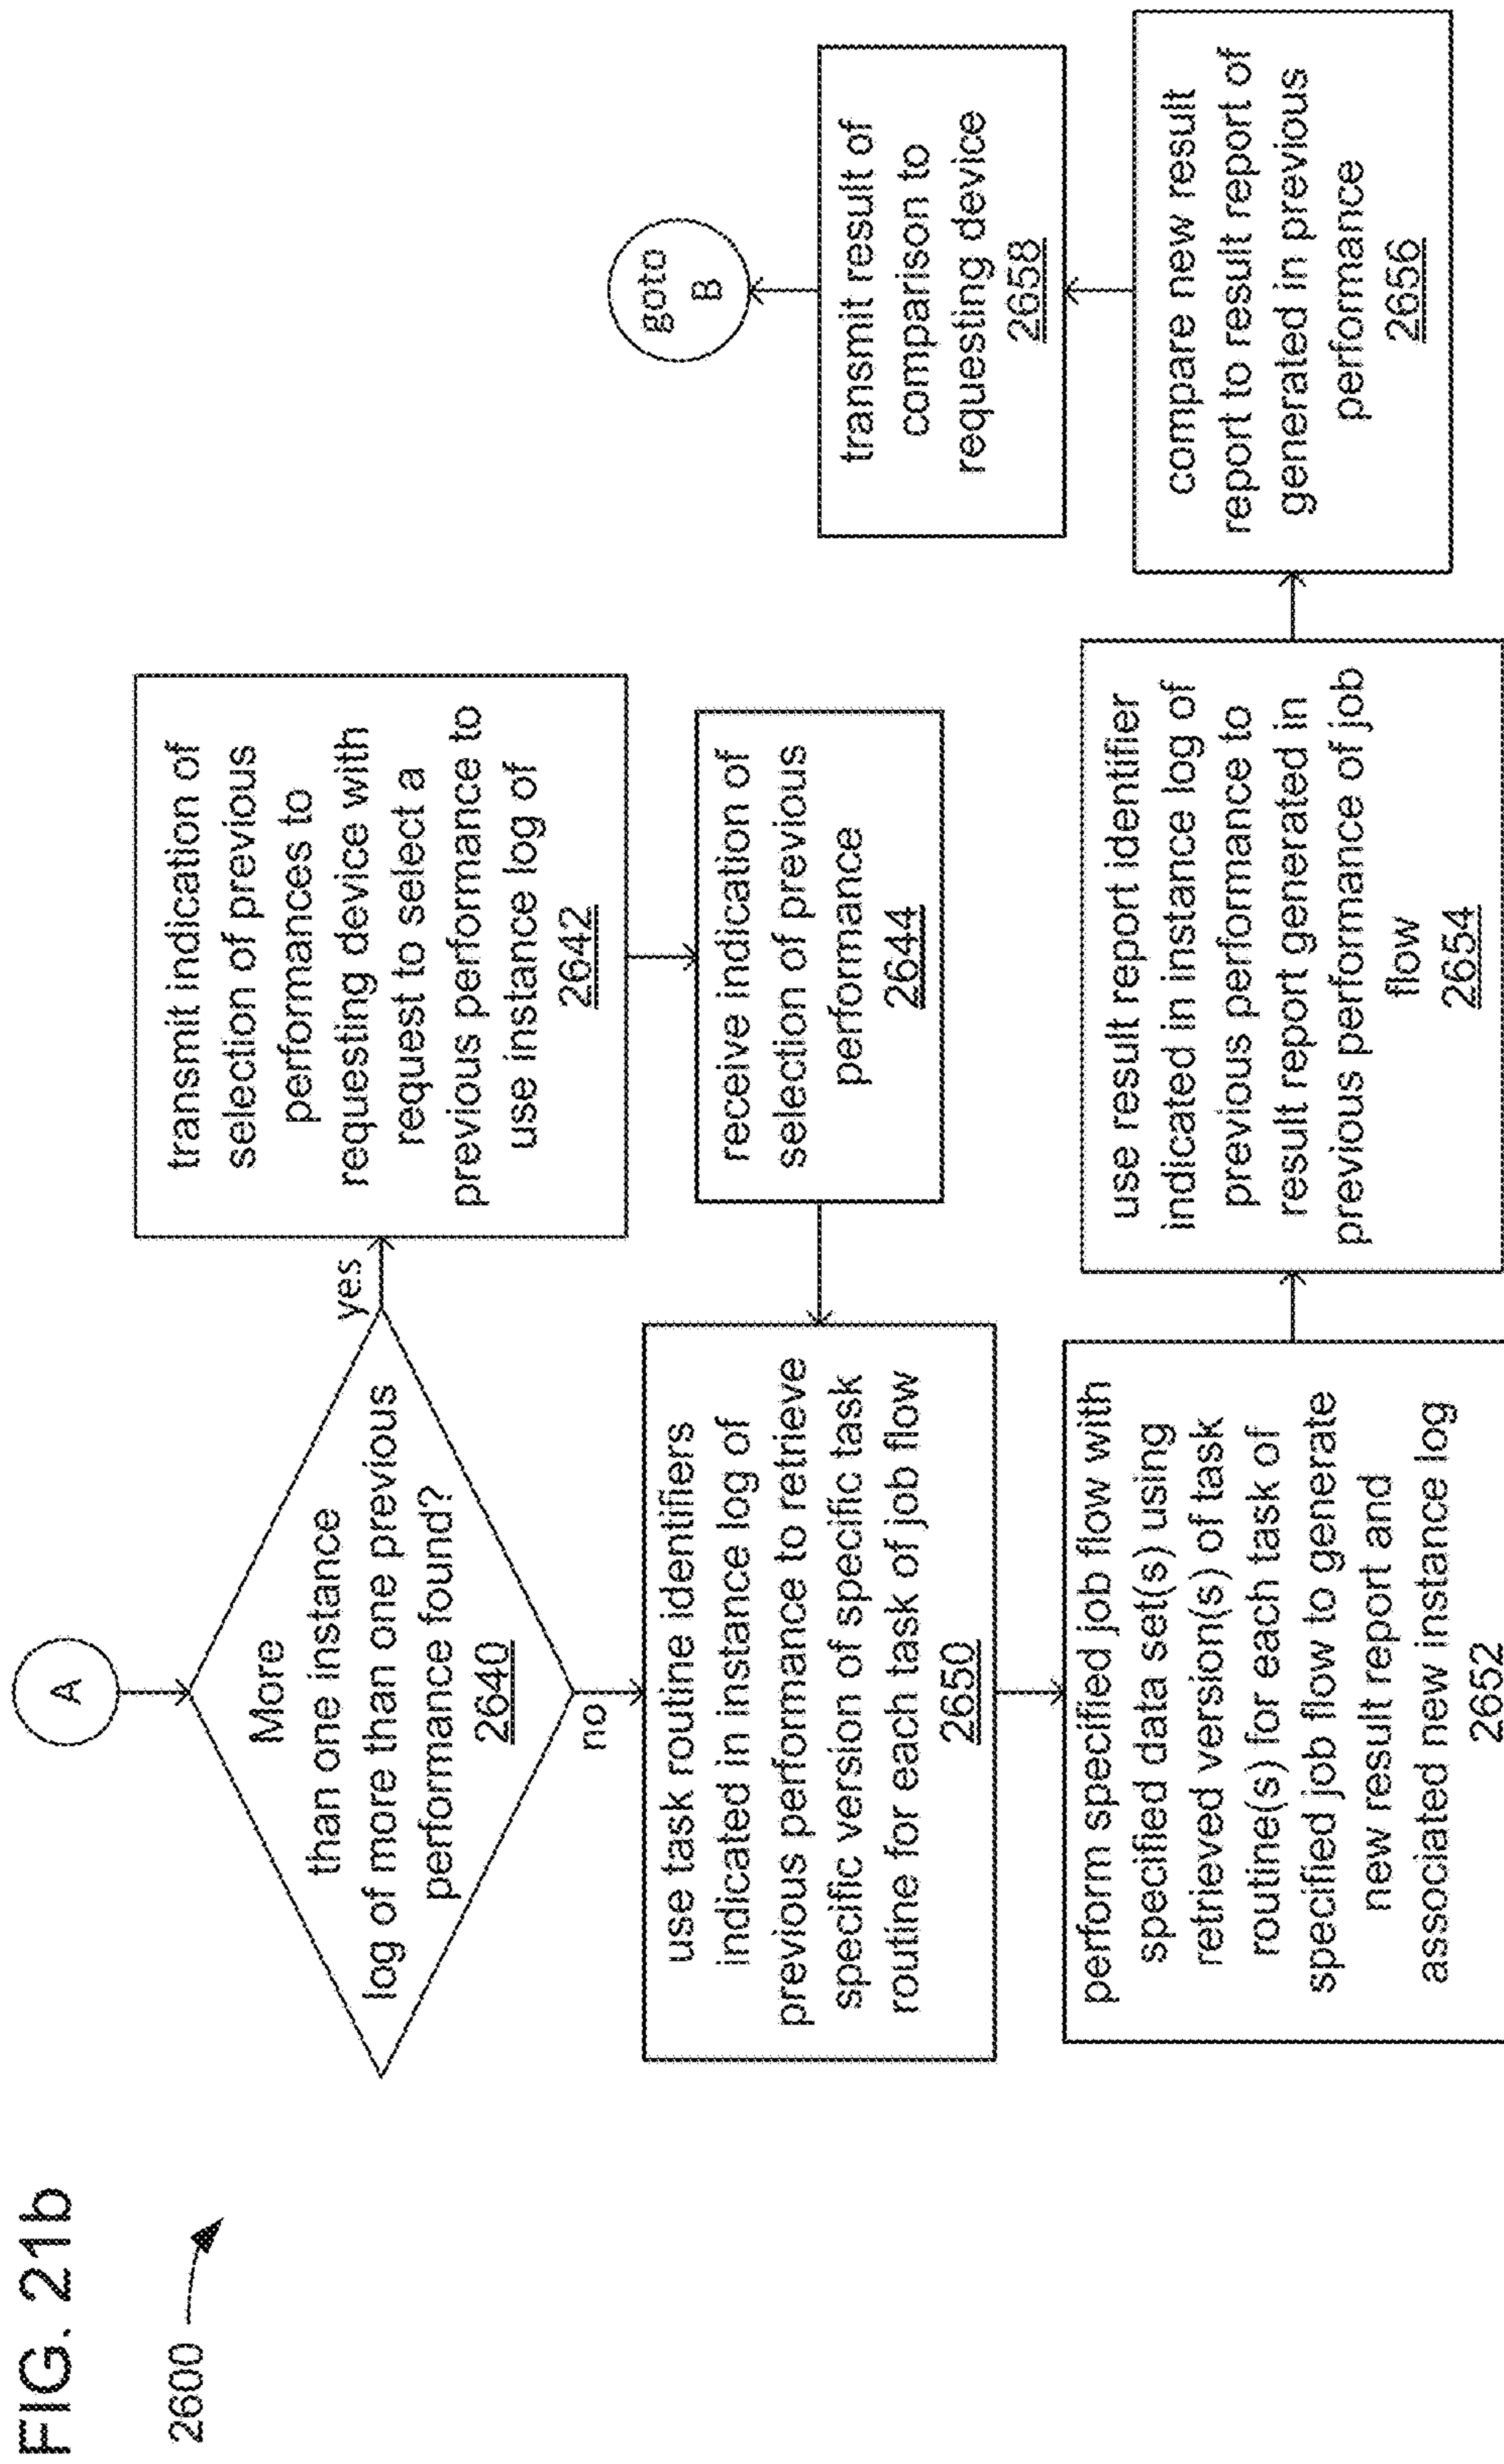 FIG. 21b
2600
A
More
than one instance
log of more than one previous
performance found?
2640
yes
no
transmit indication of
selection of previous
performances to
requesting device with
request to select a
previous performance to
use instance log of
2642
receive indication of
selection of previous
performance
2644
use task routine identifiers
indicated in instance log of
previous performance to retrieve
specific version of specific task
routine for each task of job flow
2650
perform specified job flow with
specified data set(s) using
retrieved versions(s) of task
routine(s) for each task of
specified job flow to generate
new result report and
associated new instance log
2652
use result report identifier
indicated in instance log of
previous performance to
result report generated in
previous performance of job
flow
2654
compare new result
report to result report of
generated in previous
performance
2656
transmit result of
comparison to
requesting device
2658
goto
B